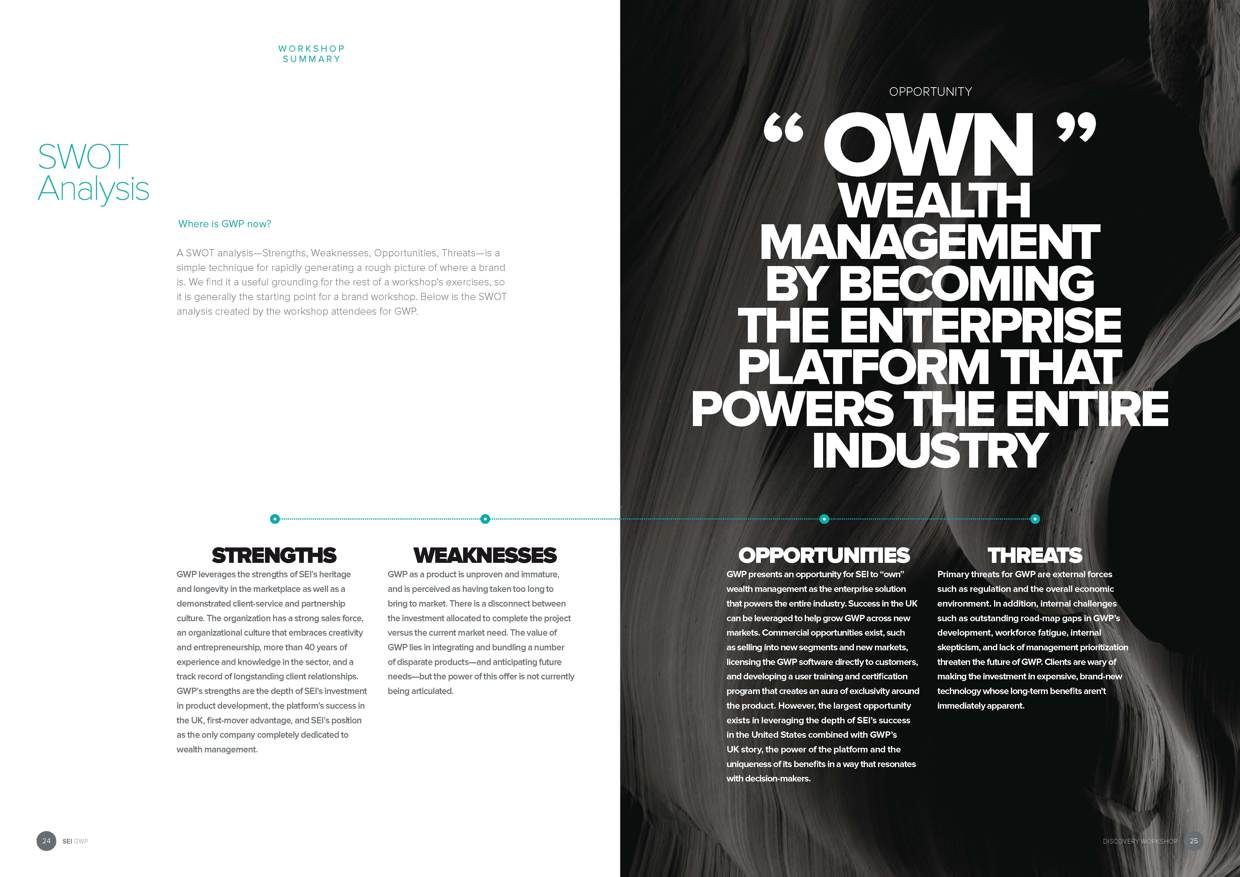 WORKSHOP
SUMMARY
SWOT
Analysis
Where is GWP now?
A SWOT analysis—Strengths, Weaknesses, Opportunities, Threats—is a
simple technique for rapidly generating a rough picture of where a brand
is. We find it a useful grounding for the rest of a workshop's exercises, so
it is generally the starting point for a brand workshop. Below is the SWOT
analysis created by the workshop attendees for GWP.
STRENGTHS
GWP leverages the strengths of SEI's heritage
and longevity in the marketplace as well as a
demonstrated client-service and partnership
culture. The organization has a strong sales force,
an organizational culture that embraces creativity
and entrepreneurship, more than 40 years of
experience and knowledge in the sector, and a
track record of longstanding client relationships.
GWP's strengths are the depth of SEI's investment
in product development, the platform's success in
the UK, first-mover advantage, and SEI's position
as the only company completely dedicated to
wealth management.
WEAKNESSES
GWP as a product is unproven and immature,
and is perceived as having taken too long to
bring to market. There is a disconnect between
the investment allocated to complete the project
versus the current market need. The value of
GWP lies in integrating and bundling a number
of disparate products—and anticipating future
needs—but the power of this offer is not currently
being articulated.
24 SEI GWP
OPPORTUNITY
“ OWN ”
WEALTH
MANAGEMENT
BY BECOMING
THE ENTERPRISE
PLATFORM THAT
POWERS THE ENTIRE
INDUSTRY
OPPORTUNITIES
GWP presents an opportunity for SEI to “own”
wealth management as the enterprise solution
that powers the entire industry. Success in the UK
can be leveraged to help grow GWP across new
markets. Commercial opportunities exist, such
as selling into new segments and new markets,
licensing the GWP software directly to customers,
and developing a user training and certification
program that creates an aura of exclusivity around
the product. However, the largest opportunity
exists in leveraging the depth of SEI's success
in the United States combined with GWP's
UK story, the power of the platform and the
uniqueness of its benefits in a way that resonates
with decision-makers.
THREATS
Primary threats for GWP are external forces
such as regulation and the overall economic
environment. In addition, internal challenges
such as outstanding road-map gaps in GWP's
development, workforce fatigue, internal
skepticism, and lack of management prioritization
threaten the future of GWP. Clients are wary of
making the investment in expensive, brand-new
technology whose long-term benefits aren't
immediately apparent.
DISCOVERY WORKSHOP 25